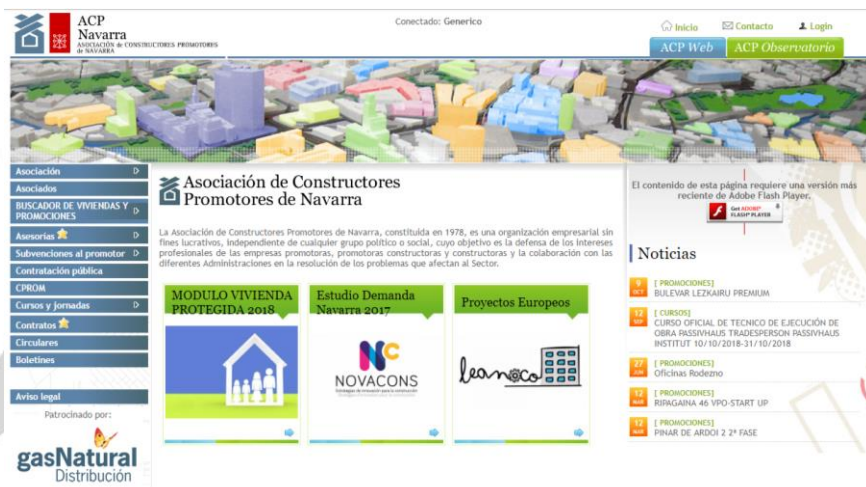 ACP
Navarra
ASOCIACIÓN de CONSTRUCTORES PROMOTORES
de NAVARRA
Conectado: Generico
Inicio
Contacto
Login
ACP Web
ACP Observatorio
Asociación
Asociados
BUSCADOR DE VIVIENDAS Y
PROMOCIONES
Asesorías
Subvenciones al promotor
Contratación pública
CPROM
Cursos y jornadas
Contratos
Circulares
Boletines
Aviso legal
Patrocinado por:
gasNatural
Distribución
Asociación de Constructores
Promotores de Navarra
La Asociación de Constructores Promotores de Navarra, constituida en 1978, es una organización empresarial sin
fines lucrativos, independiente de cualquier grupo político o social, cuyo objetivo es la defensa de los intereses
profesionales de las empresas promotoras, promotoras constructoras y constructoras y la colaboración con las
diferentes Administraciones en la resolución de los problemas que afectan al Sector.
MODULO VIVIENDA
PROTEGIDA 2018
Estudio Demanda
Navarra 2017
NOVACONS
Estrategias de innovación para la construcción
Proyectos Europeos
leanoco
El contenido de esta página requiere una versión más
reciente de Adobe Flash Player.
Get ADOBE®
FLASH® PLAYER
Noticias
9
OCT
[ PROMOCIONES]
BULEVAR LEZKAIRU PREMIUM
12
SEP
[ CURSOS]
CURSO OFICIAL DE TECNICO DE EJECUCIÓN DE
OBRA PASSIVHAUS TRADESPERSON PASSIVHAUS
INSTITUT 10/10/2018-31/10/2018
27
JUN
[ PROMOCIONES]
Oficinas Rodezno
12
MAR
[ PROMOCIONES]
RIPAGAINA 46 VPO-START UP
12
MAR
[ PROMOCIONES]
PINAR DE ARDOI 2 2ª FASE